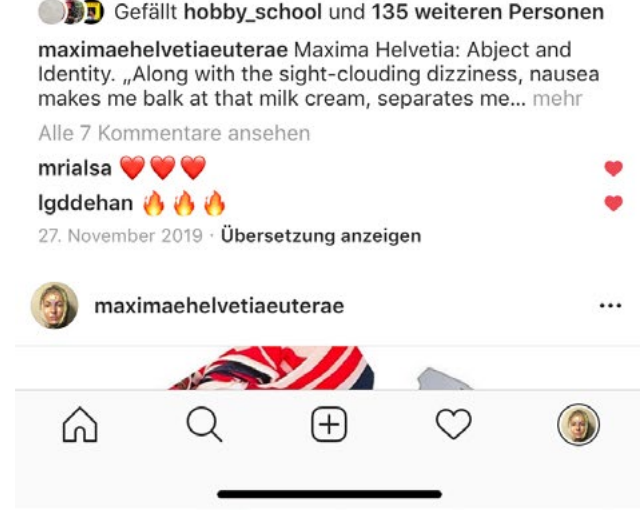 Gefällt hobby_school und 135 weiteren Personen
maximaehelvetiaeuterae Maxima Helvetia: Abject and
Identity. „Along with the sight-clouding dizziness, nausea
makes me balk at that milk cream, separates me... mehr
Alle 7 Kommentare ansehen
mrialsa ❤️❤️❤️
lgddehan 🔥🔥🔥
27. November 2019 · Übersetzung anzeigen
maximaehelvetiaeuterae